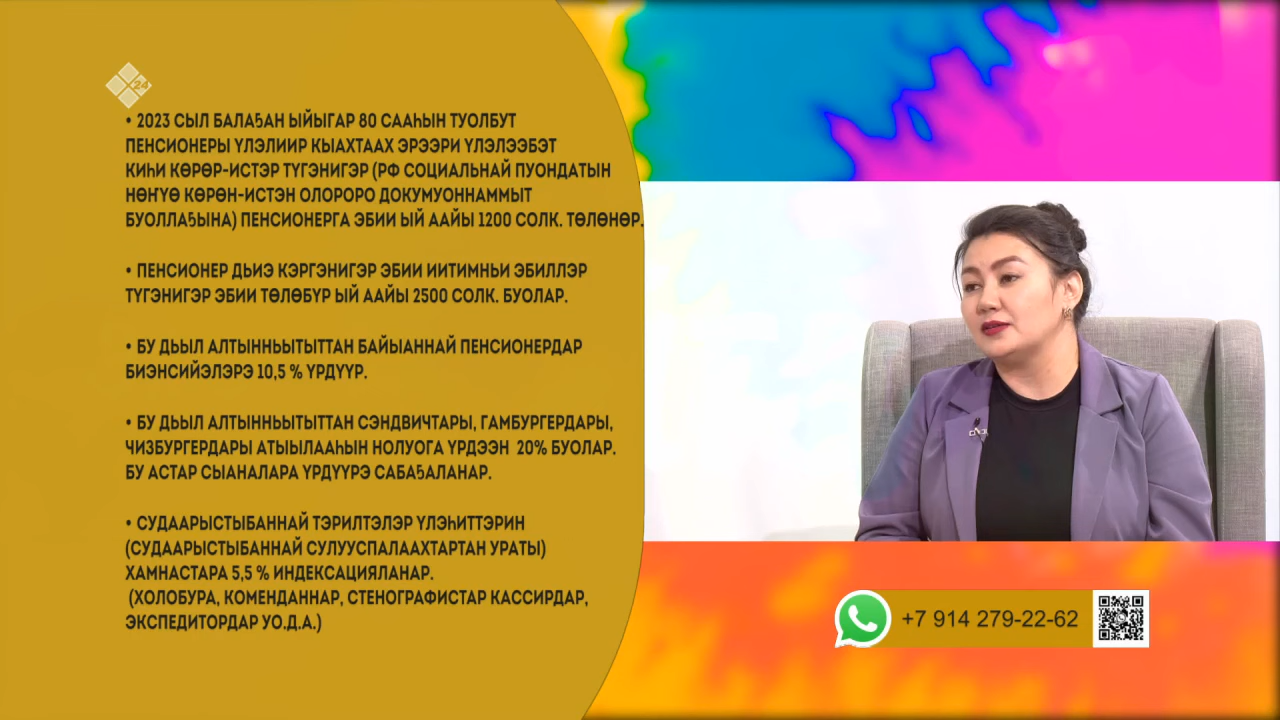 Х24
• 2023 СЫЛ БАЛАҔАН ЫЙЫГАР 80 СААҺЫН ТУОЛБУТ
ПЕНСИОНЕРЫ ҮЛЭЛИИР КЫАХТААХ ЭРЭЭРИ ҮЛЭЛЭЭБЭТ
КИҺИ КӨРӨР-ИСТЭР ТҮГЭНИГЭР (РФ СОЦИАЛЬНАЙ ПУОНДАТЫН
НӨҤҮӨ КӨРӨН-ИСТЭН ОЛОРОРО ДОКУМУОННАММЫТ
БУОЛЛАҔЫНА) ПЕНСИОНЕРГА ЭБИИ ЫЙ ААЙЫ 1200 СОЛК. ТӨЛӨНӨР.
• ПЕНСИОНЕР ДЬИЭ КЭРГЭНИГЭР ЭБИИ ИИТИМНЬИ ЭБИЛЛЭР
ТҮГЭНИГЭР ЭБИИ ТӨЛӨБҮР ЫЙ ААЙЫ 2500 СОЛК. БУОЛАР.
• БУ ДЬЫЛ АЛТЫННЬЫТЫТТАН БАЙЫАННАЙ ПЕНСИОНЕРДАР
БИЭНСИЙЭЛЭРЭ 10,5 % ҮРДҮҮР.
• БУ ДЬЫЛ АЛТЫННЬЫТЫТТАН СЭНДВИЧТАРЫ, ГАМБУРГЕРДАРЫ,
ЧИЗБУРГЕРДАРЫ АТЫЫЛААҺЫН НОЛУОГА ҮРДЭЭН 20% БУОЛАР.
БУ АСТАР СЫАНАЛАРА ҮРДҮҮРЭ САБАҔАЛАНАР.
• СУДААРЫСТЫБАННАЙ ТЭРИЛТЭЛЭР ҮЛЭҺИТТЭРИН
(СУДААРЫСТЫБАННАЙ СУЛУУСПАЛААХТАРТАН УРАТЫ)
ХАМНАСТАРА 5,5 % ИНДЕКСАЦИЯЛАНАР.
(ХОЛОБУРА, КОМЕНДАННАР, СТЕНОГРАФИСТАР КАССИРДАР,
ЭКСПЕДИТОРДАР УО.Д.А.)
+7 914 279-22-62